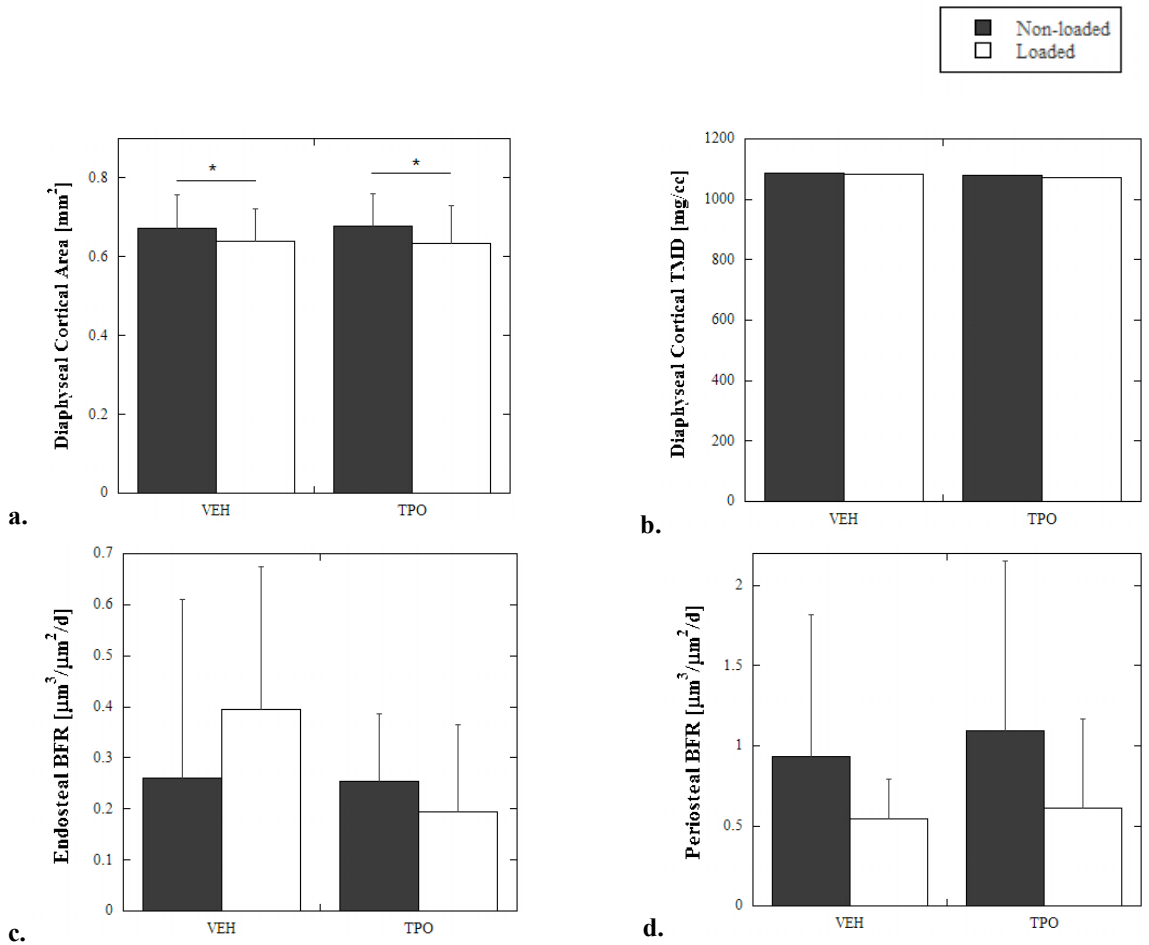 Non-loaded
Loaded
Diaphyseal Cortical Area [mm²]
0.8
0.6
0.4
0.2
0
* *
VEH TPO
a.
Diaphyseal Cortical TMD [mg/cc]
1200
1000
800
600
400
200
0
VEH TPO
b.
Endosteal BFR [μm³/μm²/d]
0.7
0.6
0.5
0.4
0.3
0.2
0.1
0
VEH TPO
c.
Periosteal BFR [μm³/μm²/d]
2
1.5
1
0.5
0
VEH TPO
d.